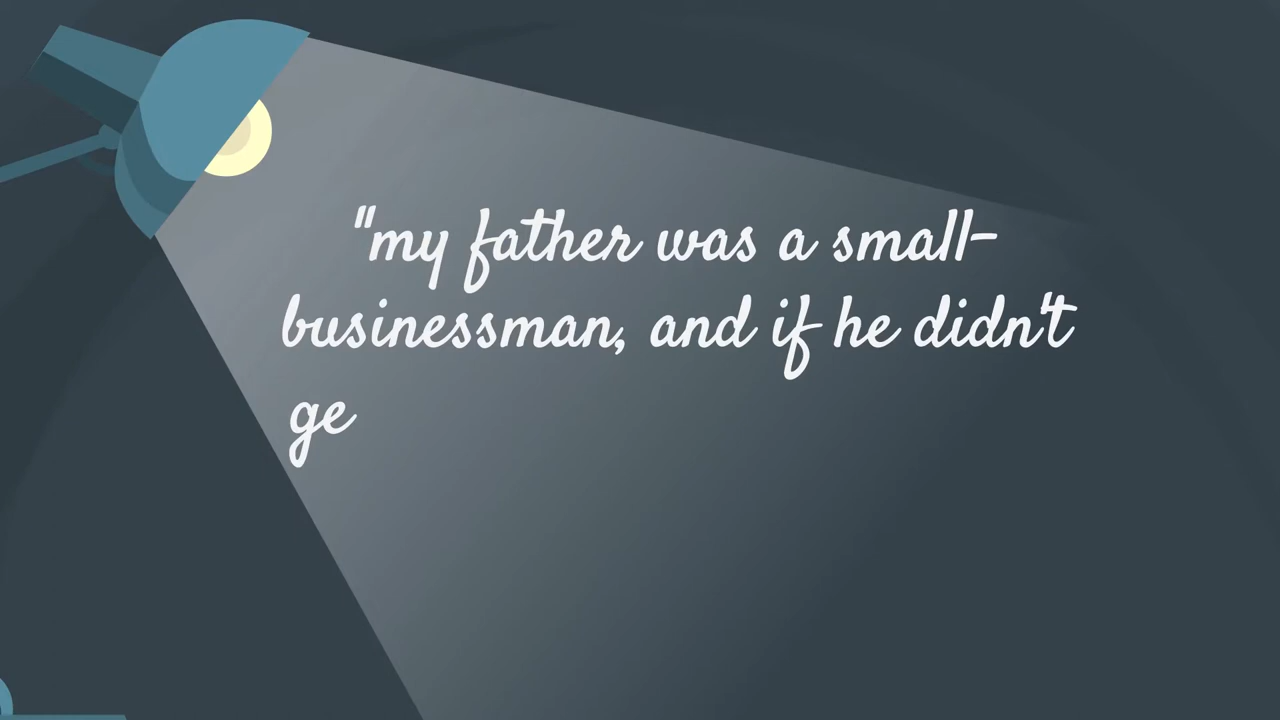 "my father was a small-
businessman, and if he didn't
ge